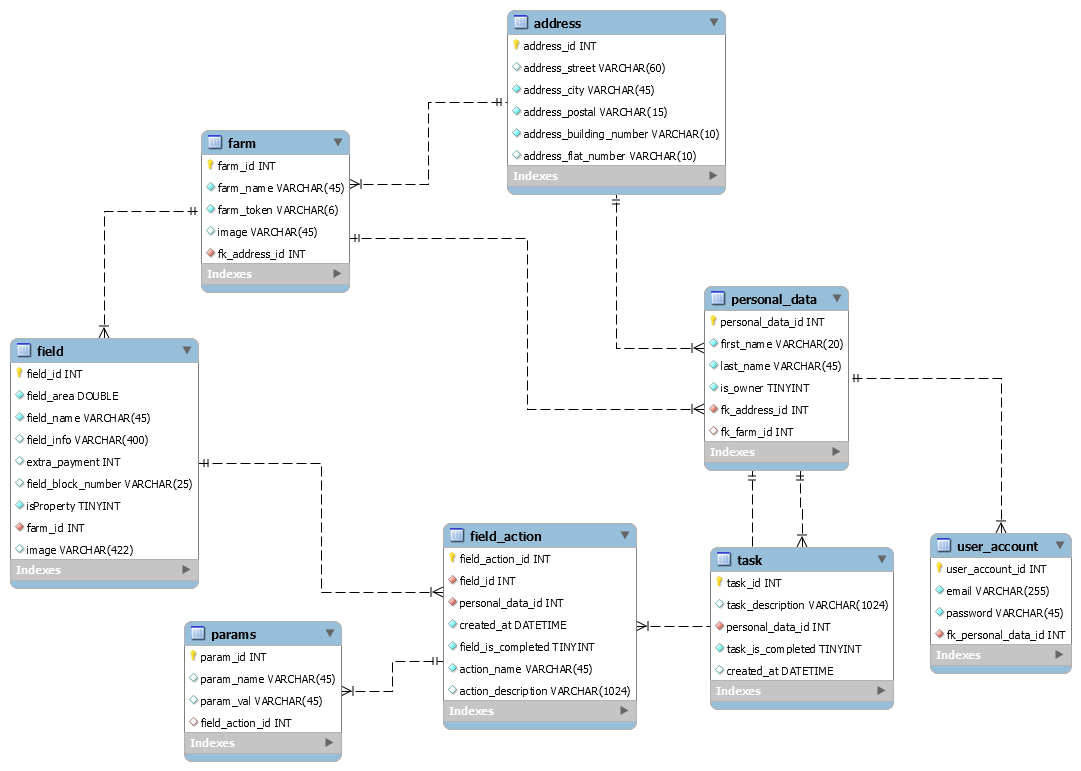 address
address_id INT
address_street VARCHAR(60)
address_city VARCHAR(45)
address_postal VARCHAR(15)
address_building_number VARCHAR(10)
address_flat_number VARCHAR(10)
Indexes
farm
farm_id INT
farm_name VARCHAR(45)
farm_token VARCHAR(6)
image VARCHAR(45)
fk_address_id INT
Indexes
personal_data
personal_data_id INT
first_name VARCHAR(20)
last_name VARCHAR(45)
is_owner TINYINT
fk_address_id INT
fk_farm_id INT
Indexes
field
field_id INT
field_area DOUBLE
field_name VARCHAR(45)
field_info VARCHAR(400)
extra_payment INT
field_block_number VARCHAR(25)
isProperty TINYINT
farm_id INT
image VARCHAR(422)
Indexes
field_action
field_action_id INT
field_id INT
personal_data_id INT
created_at DATETIME
field_is_completed TINYINT
action_name VARCHAR(45)
action_description VARCHAR(1024)
Indexes
task
task_id INT
task_description VARCHAR(1024)
personal_data_id INT
task_is_completed TINYINT
created_at DATETIME
Indexes
user_account
user_account_id INT
email VARCHAR(255)
password VARCHAR(45)
fk_personal_data_id INT
Indexes
params
param_id INT
param_name VARCHAR(45)
param_val VARCHAR(45)
field_action_id INT
Indexes